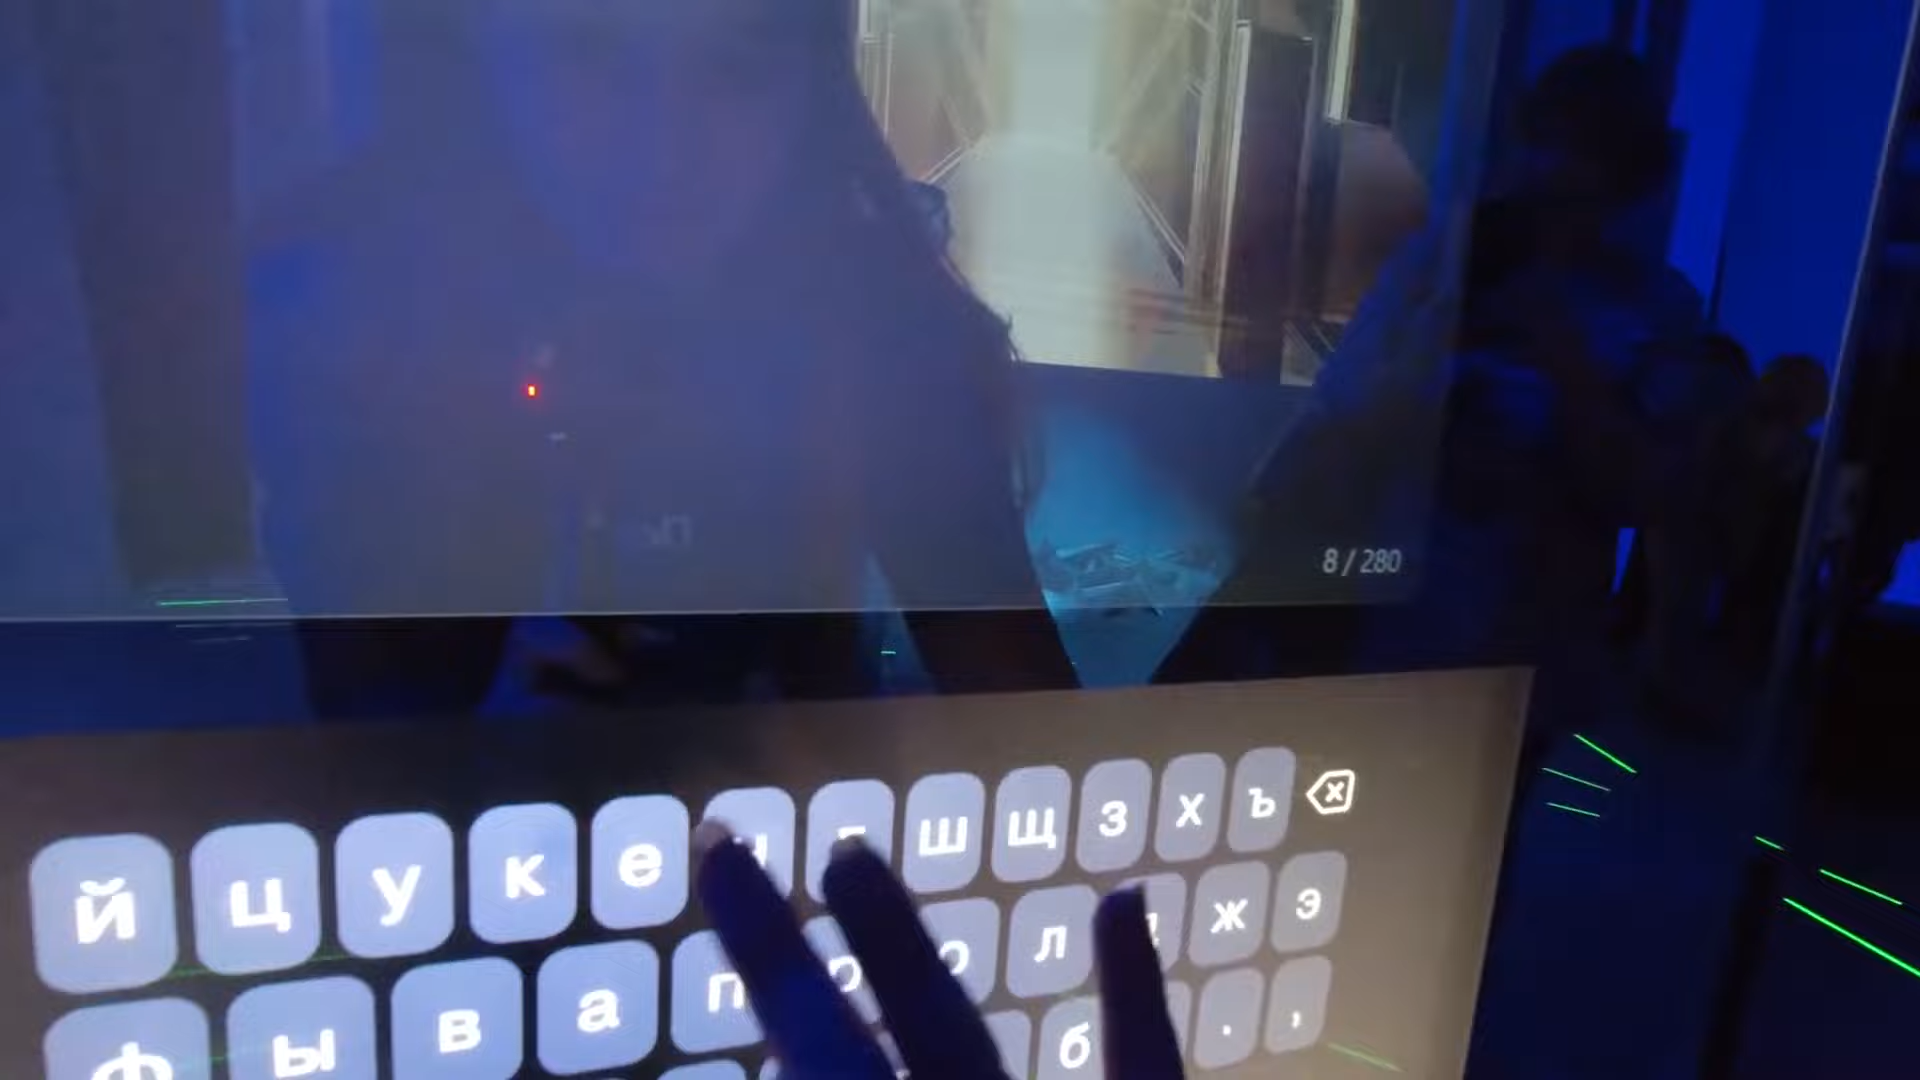 8 / 280
й ц у к е ш щ з х ъ
ф ы в а п р о л ж э
б . ,